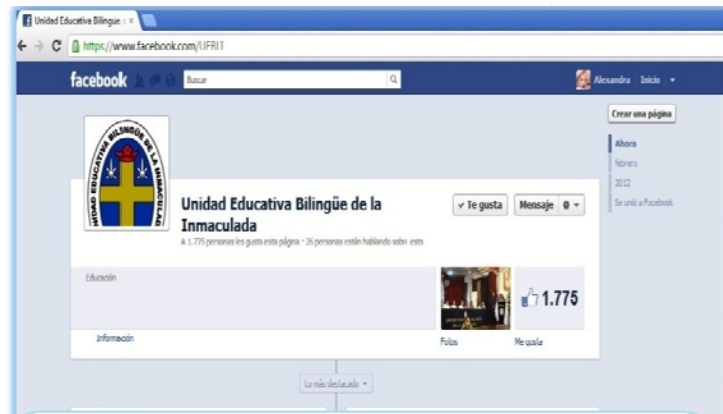 Unidad Educativa Bilingue
https://www.facebook.com/UEBLI
facebook
Buscar
Alexandra Inicio
Crear una página
Ahora
febrero
2012
Se unió a Facebook
UNIDAD EDUCATIVA BILINGÜE DE LA INMACULADA
Unidad Educativa Bilingüe de la
Inmaculada
Te gusta
Mensaje
A 1.775 personas les gusta esta página · 26 personas están hablando sobre esto
Educación
1.775
Información
Fotos
Me gusta
Lo más destacado